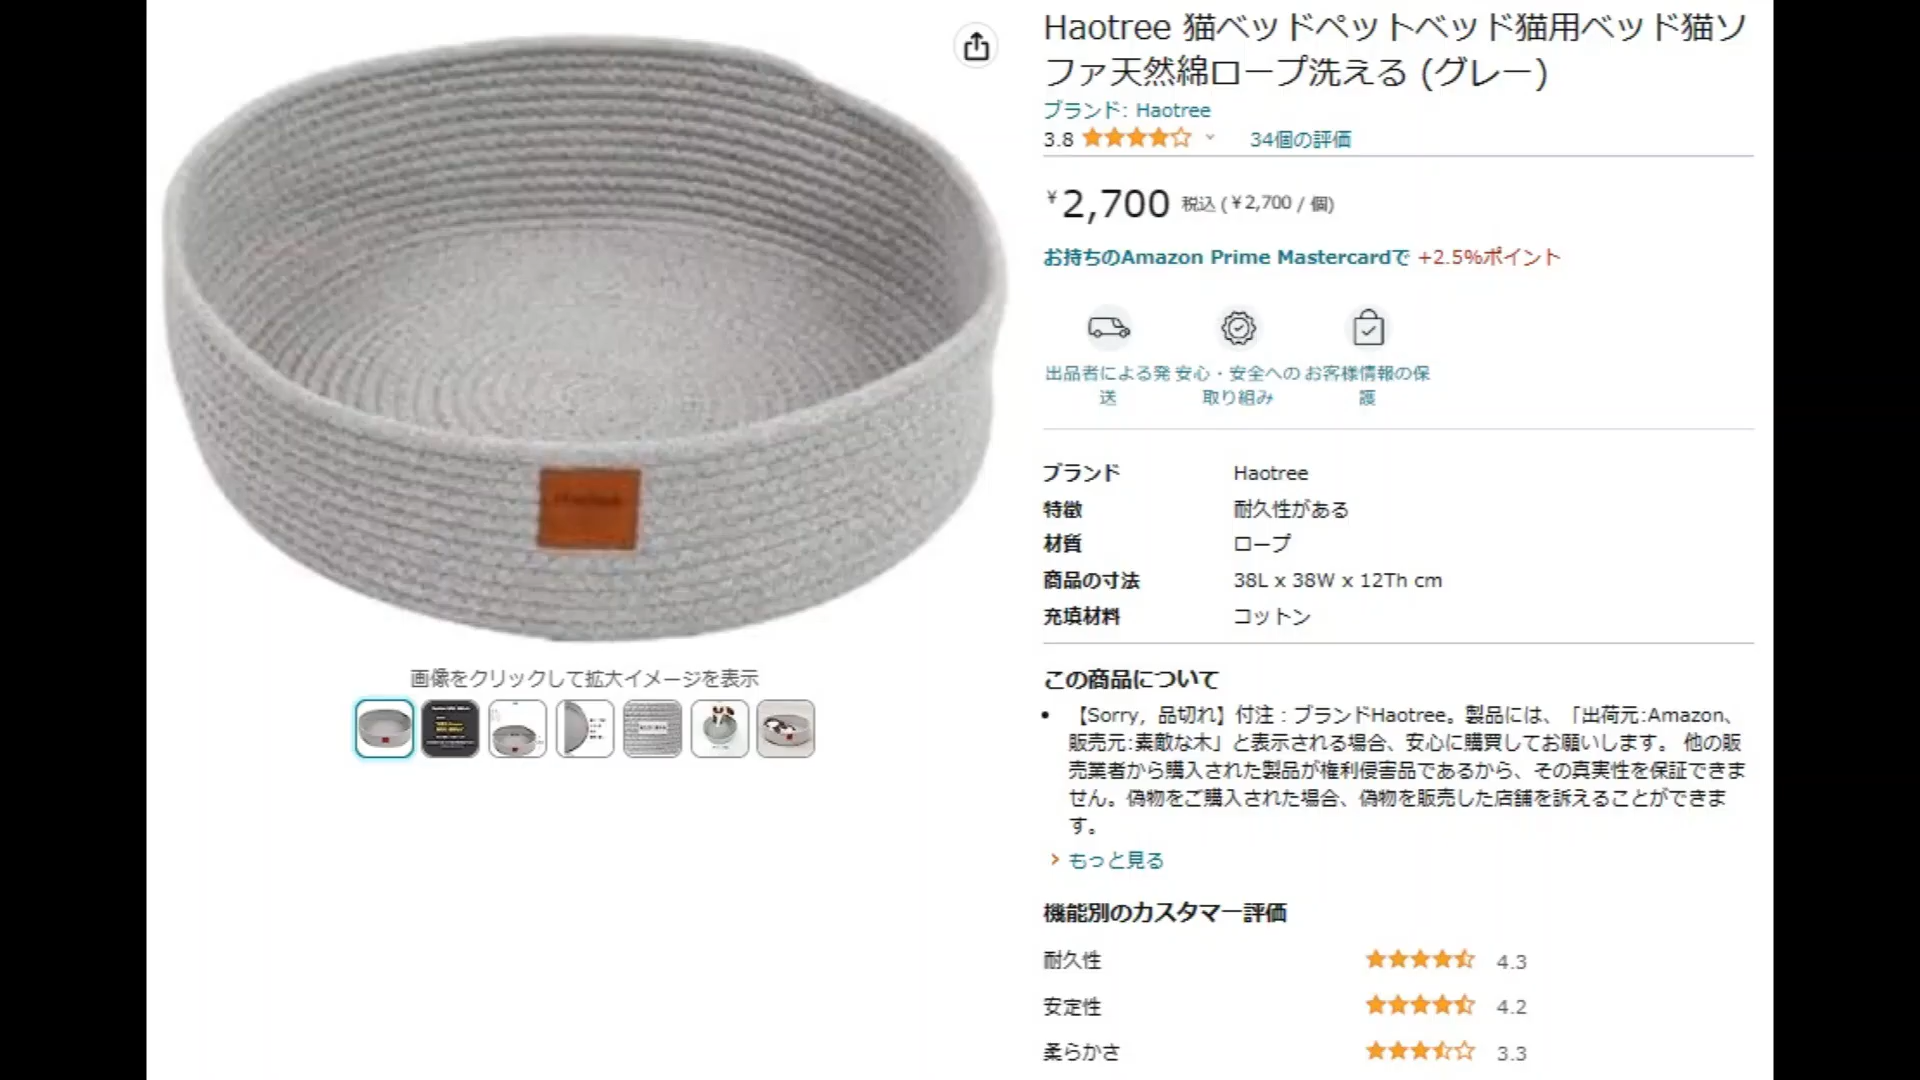 Haotree 猫ベッドペットベッド猫用ベッド猫ソ
ファ天然綿ロープ洗える (グレー)
ブランド: Haotree
3.8
34個の評価
¥2,700 税込 (¥2,700 / 個)
お持ちのAmazon Prime Mastercardで +2.5%ポイント
出品者による発
送
安心・安全への
取り組み
お客様情報の保
護
ブランド Haotree
特徴 耐久性がある
材質 ロープ
商品の寸法 38L x 38W x 12Th cm
充填材料 コットン
画像をクリックして拡大イメージを表示
この商品について
【Sorry，品切れ】付注：ブランドHaotree。製品には、「出荷元:Amazon、
販売元:素敵な木」と表示される場合、安心に購買してお願いします。 他の販
売業者から購入された製品が権利侵害品であるから、その真実性を保証できま
せん。偽物をご購入された場合、偽物を販売した店舗を訴えることができま
す。
もっと見る
機能別のカスタマー評価
耐久性 4.3
安定性 4.2
柔らかさ 3.3